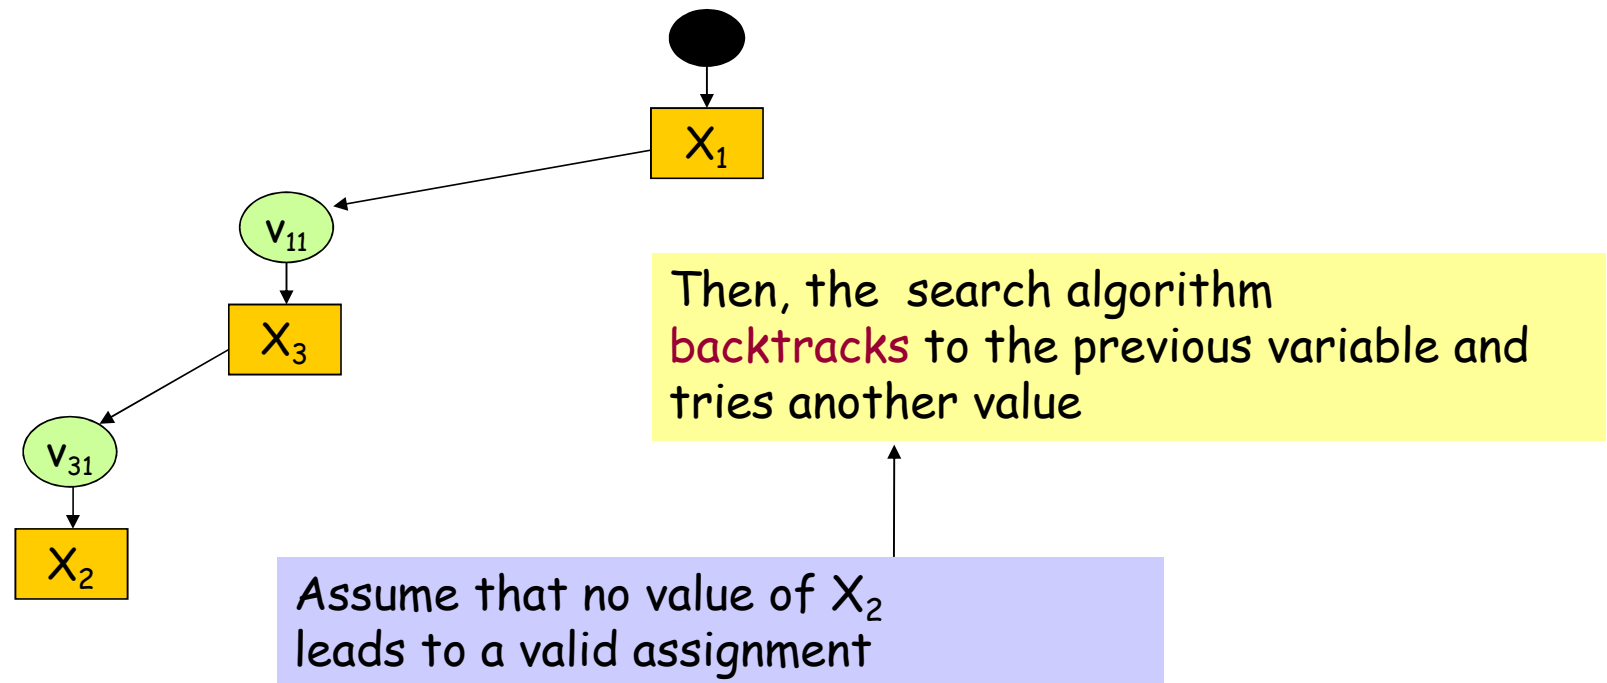 X₁
v₁₁
X₃
v₃₁
X₂
Then, the search algorithm
backtracks to the previous variable and
tries another value
Assume that no value of X₂
leads to a valid assignment